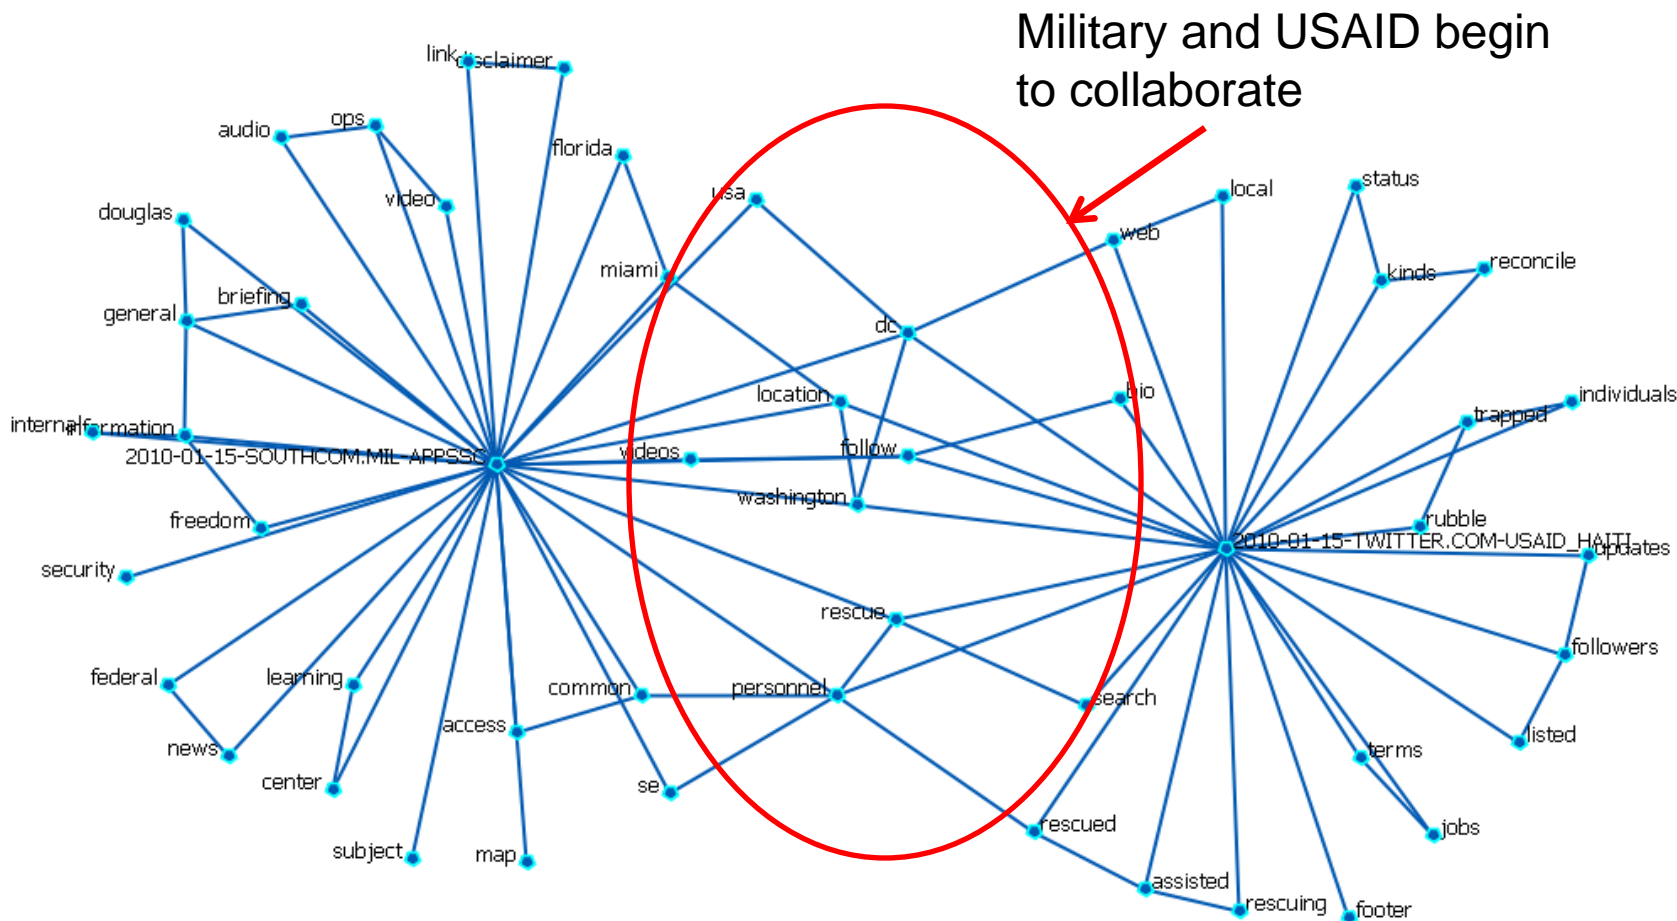 Military and USAID begin
to collaborate
link
disclaimer
audio
ops
florida
video
usa
local
status
douglas
web
miami
kinds
reconcile
briefing
general
dc
location
bio
individuals
trapped
internal
information
2010-01-15-SOUTHCOM.MIL-APPSSC
videos
follow
washington
freedom
rubble
2010-01-15-TWITTER.COM-USAID_HAITI
updates
security
rescue
followers
federal
learning
common
personnel
search
access
news
listed
terms
center
se
rescued
jobs
subject
map
assisted
rescuing
footer